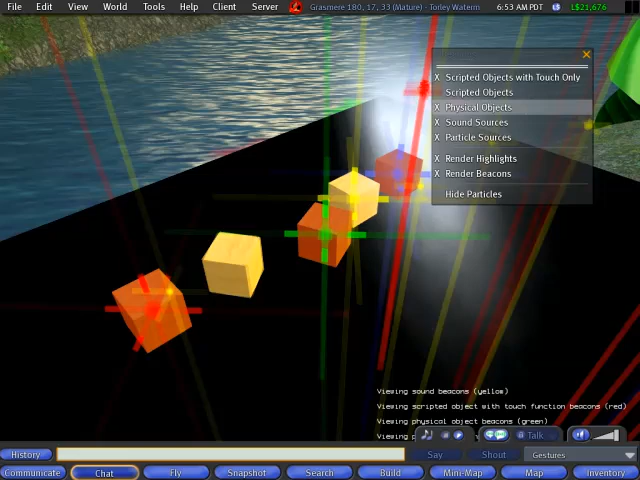 File Edit View World Tools Help Client Server Grasmere 180, 17, 33 (Mature) - Torley Waterm 6:53 AM PDT L$ L$21,676
X Scripted Objects with Touch Only
Scripted Objects
X Physical Objects
X Sound Sources
X Particle Sources
X Render Highlights
X Render Beacons
Hide Particles
Viewing sound beacons (yellow)
Viewing scripted object with touch function beacons (red)
Viewing physical object beacons (green)
Viewing
Talk
History Say Shout Gestures
Communicate Chat Fly Snapshot Search Build Mini-Map Map Inventory